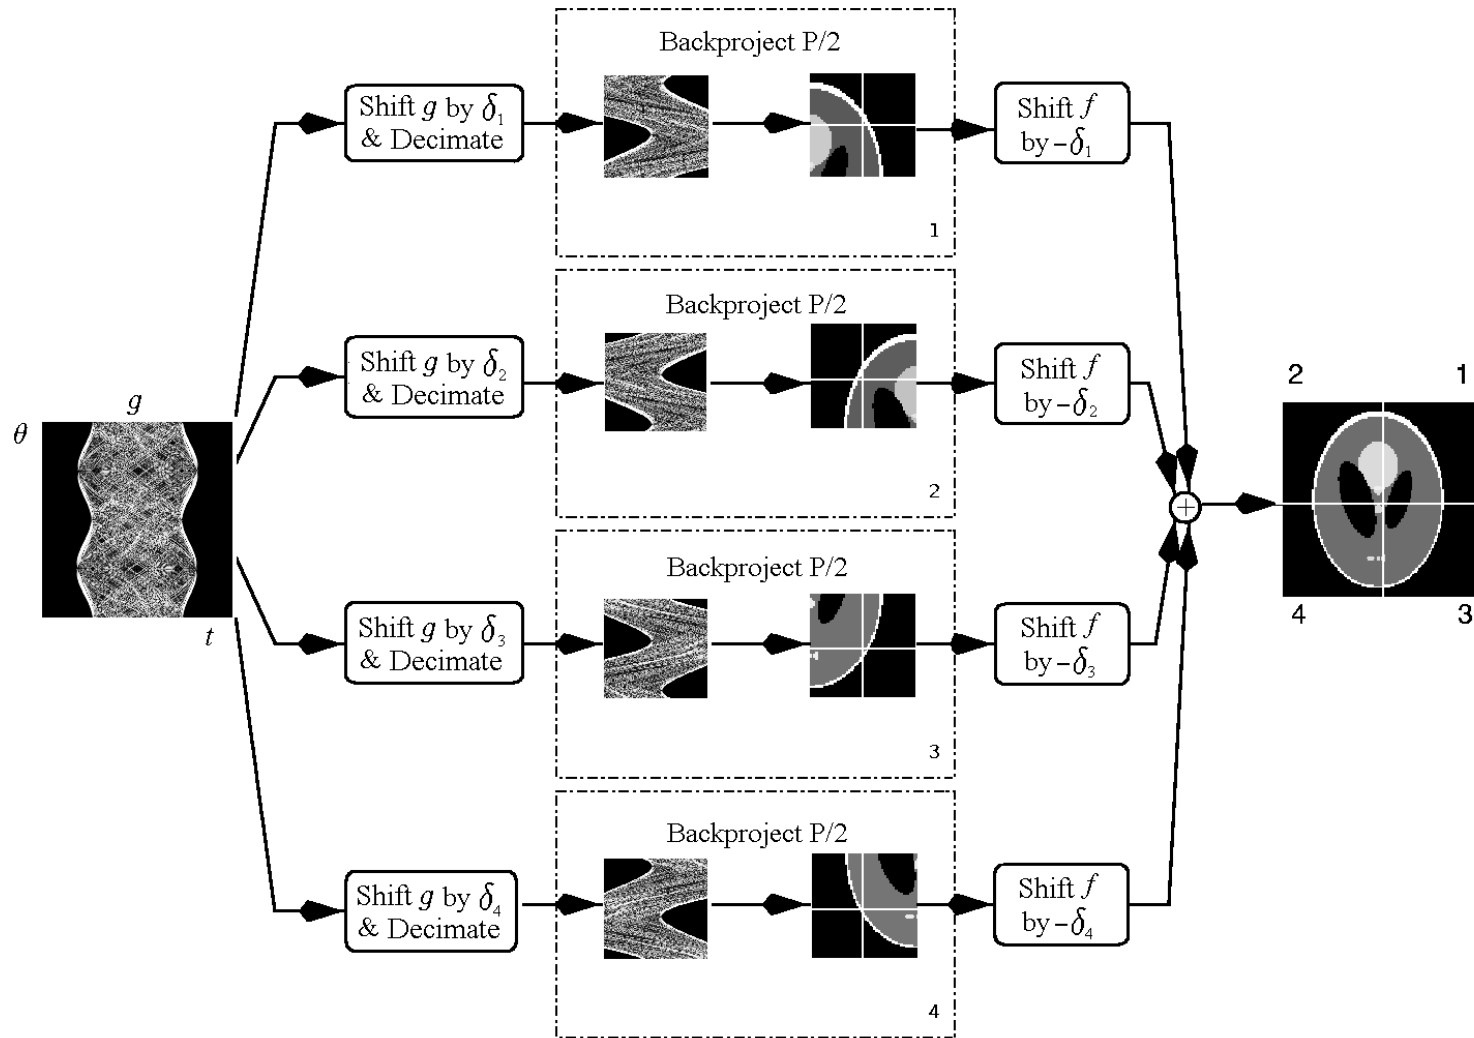 Backproject P/2
Shift g by δ₁
& Decimate
Shift f
by -δ₁
1
Backproject P/2
Shift g by δ₂
& Decimate
Shift f
by -δ₂
2
g
θ
t
2 1
4 3
+
Backproject P/2
Shift g by δ₃
& Decimate
Shift f
by -δ₃
3
Backproject P/2
Shift g by δ₄
& Decimate
Shift f
by -δ₄
4